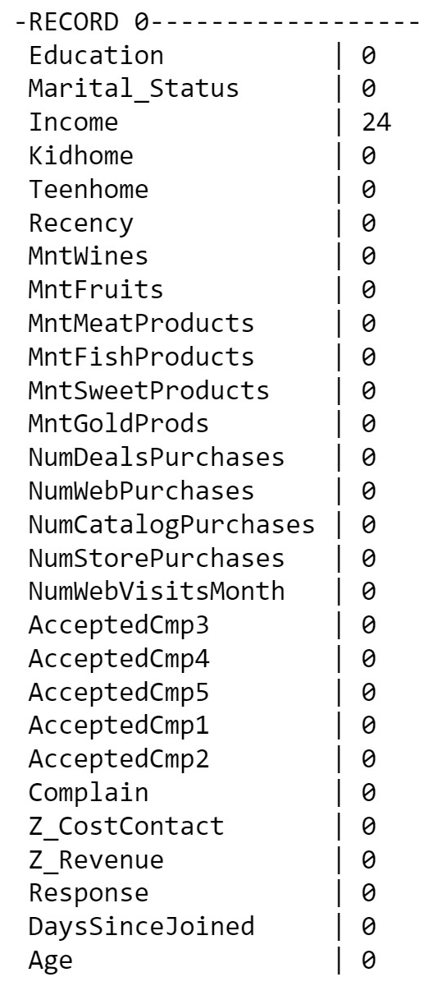 -RECORD 0------------------
Education            | 0
Marital_Status       | 0
Income               | 24
Kidhome              | 0
Teenhome             | 0
Recency              | 0
MntWines             | 0
MntFruits            | 0
MntMeatProducts      | 0
MntFishProducts      | 0
MntSweetProducts     | 0
MntGoldProds         | 0
NumDealsPurchases    | 0
NumWebPurchases      | 0
NumCatalogPurchases  | 0
NumStorePurchases    | 0
NumWebVisitsMonth    | 0
AcceptedCmp3         | 0
AcceptedCmp4         | 0
AcceptedCmp5         | 0
AcceptedCmp1         | 0
AcceptedCmp2         | 0
Complain             | 0
Z_CostContact        | 0
Z_Revenue            | 0
Response             | 0
DaysSinceJoined      | 0
Age                  | 0